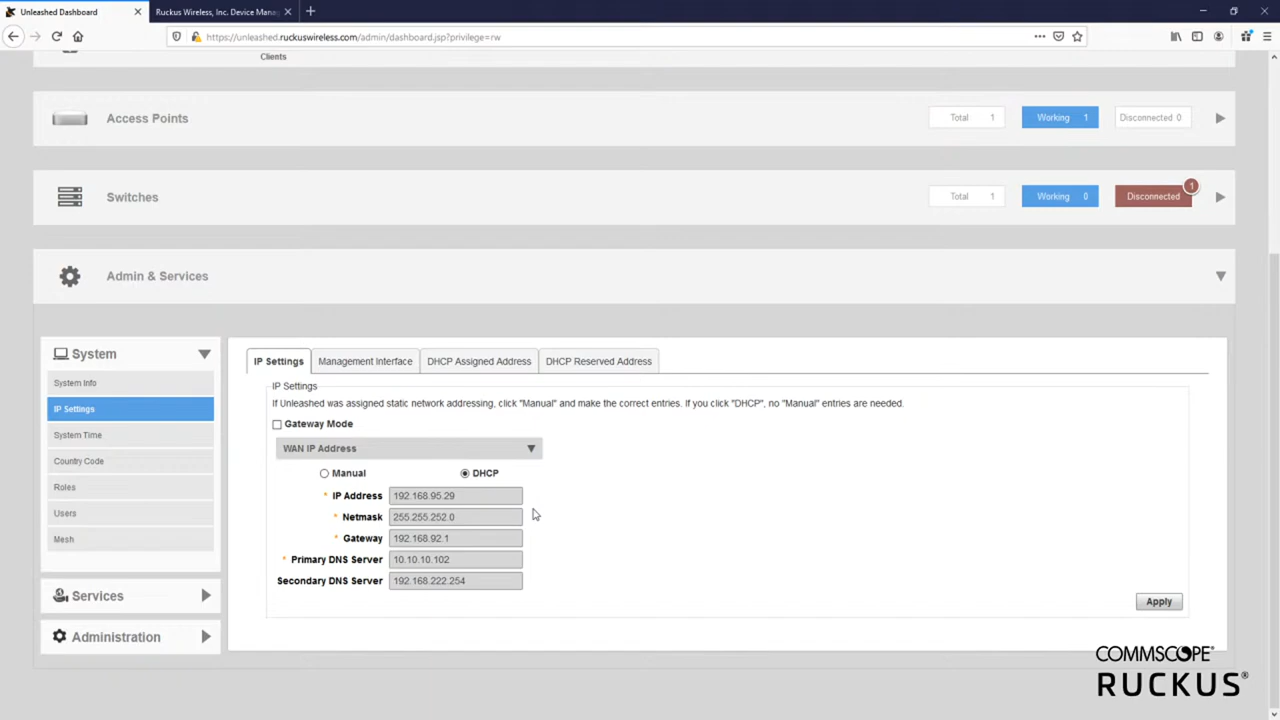 Unleashed Dashboard
Ruckus Wireless, Inc. Device Mana
https://unleashed.ruckuswireless.com/admin/dashboard.jsp?privilege=rw
Clients
Access Points
Total 1
Working 1
Disconnected 0
Switches
Total 1
Working 0
Disconnected
1
Admin & Services
System
System Info
IP Settings
System Time
Country Code
Roles
Users
Mesh
Services
Administration
IP Settings
Management Interface
DHCP Assigned Address
DHCP Reserved Address
IP Settings
If Unleashed was assigned static network addressing, click "Manual" and make the correct entries. If you click "DHCP", no "Manual" entries are needed.
Gateway Mode
WAN IP Address
Manual
DHCP
* IP Address 192.168.95.29
* Netmask 255.255.252.0
* Gateway 192.168.92.1
* Primary DNS Server 10.10.10.102
Secondary DNS Server 192.168.222.254
Apply
COMMSCOPE®
RUCKUS®